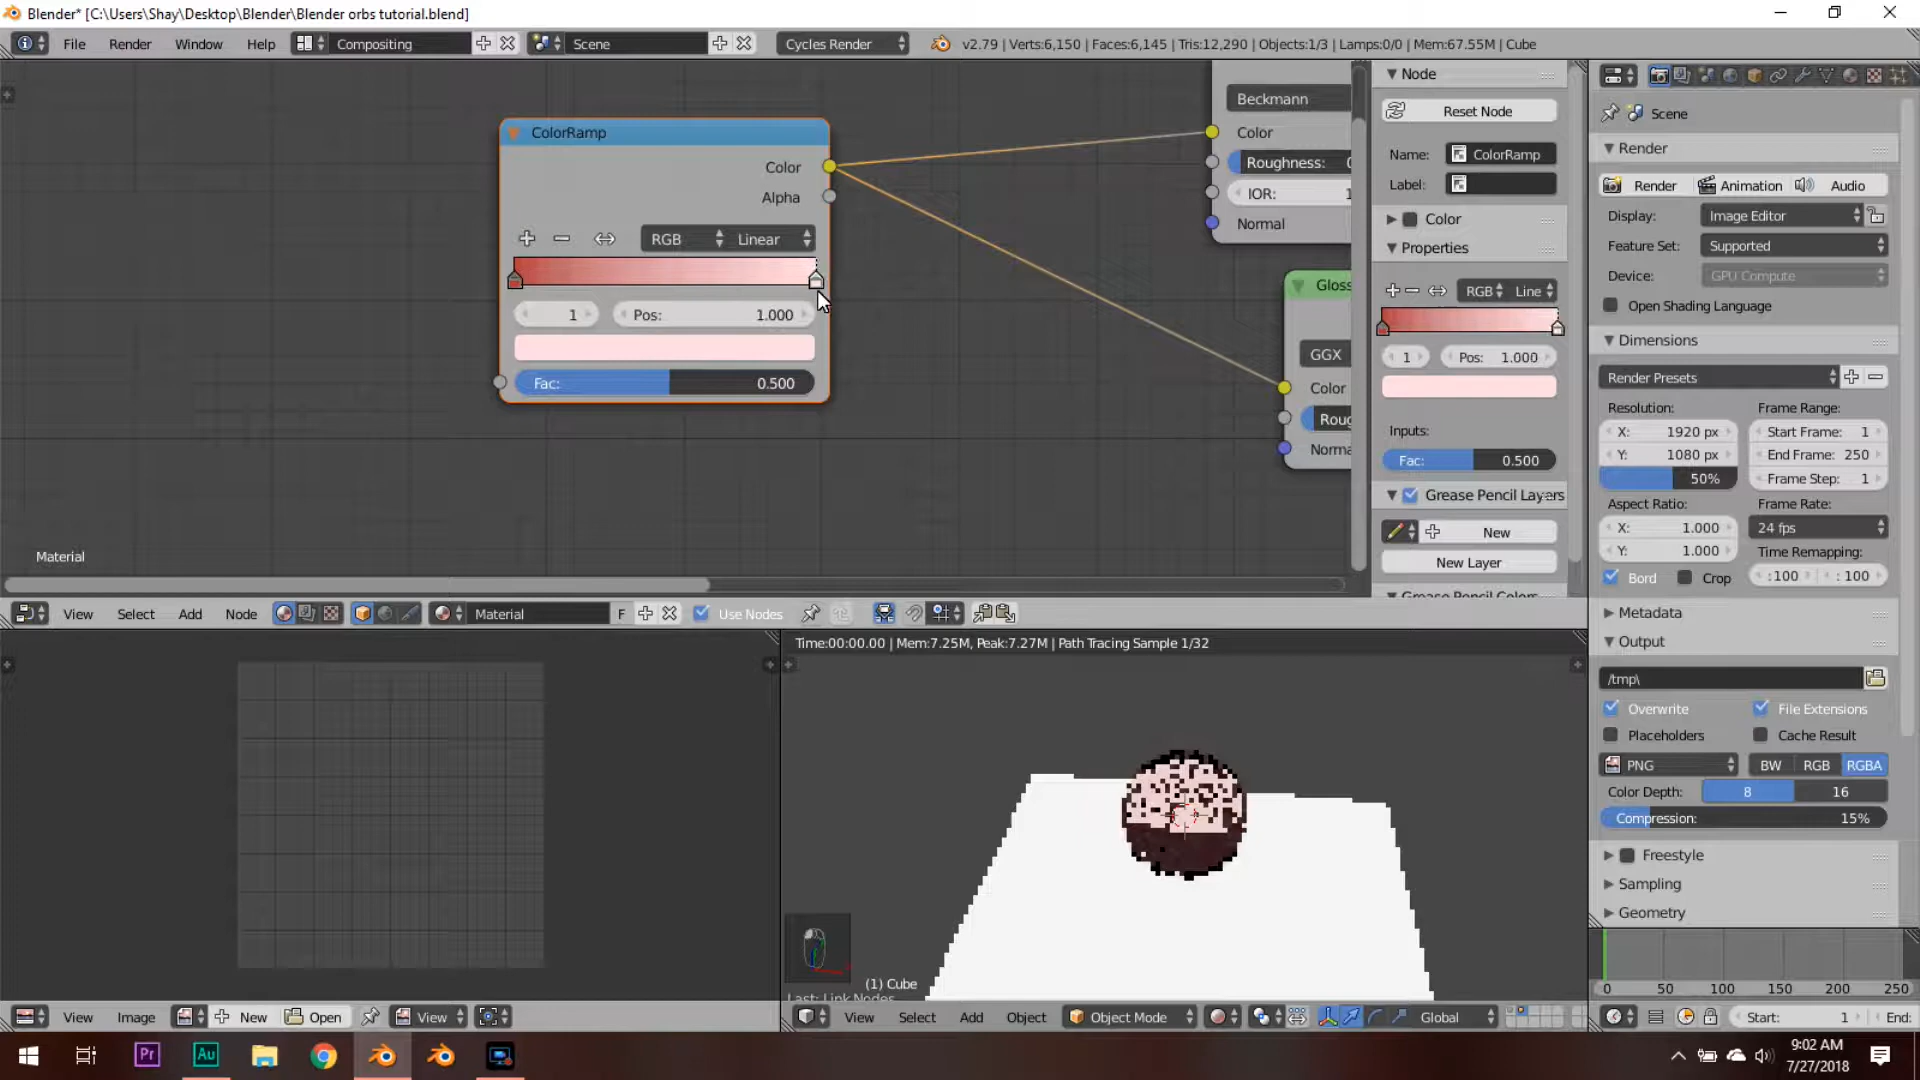 Blender* [C:\Users\Shay\Desktop\Blender\Blender orbs tutorial.blend]
File Render Window Help Compositing Scene Cycles Render v2.79 | Verts:6,150 | Faces:6,145 | Tris:12,290 | Objects:1/3 | Lamps:0/0 | Mem:67.55M | Cube
ColorRamp
Color
Alpha
RGB Linear
1 Pos: 1.000
Fac: 0.500
Beckmann
Color
Roughness: 0
IOR: 1
Normal
Gloss
GGX
Color
Roug
Norma
Material
Node
Reset Node
Name: ColorRamp
Label:
Color
Properties
RGB Line
1 Pos: 1.000
Inputs:
Fac: 0.500
Grease Pencil Layers
New
New Layer
Scene
Render
Render Animation Audio
Display: Image Editor
Feature Set: Supported
Device: GPU Compute
Open Shading Language
Dimensions
Render Presets
Resolution: Frame Range:
X: 1920 px Start Frame: 1
Y: 1080 px End Frame: 250
50% Frame Step: 1
Aspect Ratio: Frame Rate:
X: 1.000 24 fps
Y: 1.000 Time Remapping:
Bord Crop :100 : 100
Metadata
Output
/tmp\
Overwrite File Extensions
Placeholders Cache Result
PNG BW RGB RGBA
Color Depth: 8 16
Compression: 15%
Freestyle
Sampling
Geometry
View Select Add Node Material F Use Nodes
Time:00:00.00 | Mem:7.25M, Peak:7.27M | Path Tracing Sample 1/32
(1) Cube
Last: Link Nodes
0 50 100 150 200 250
View Image New Open View
View Select Add Object Object Mode Global
Start: 1 End:
Pr Au
9:02 AM
7/27/2018